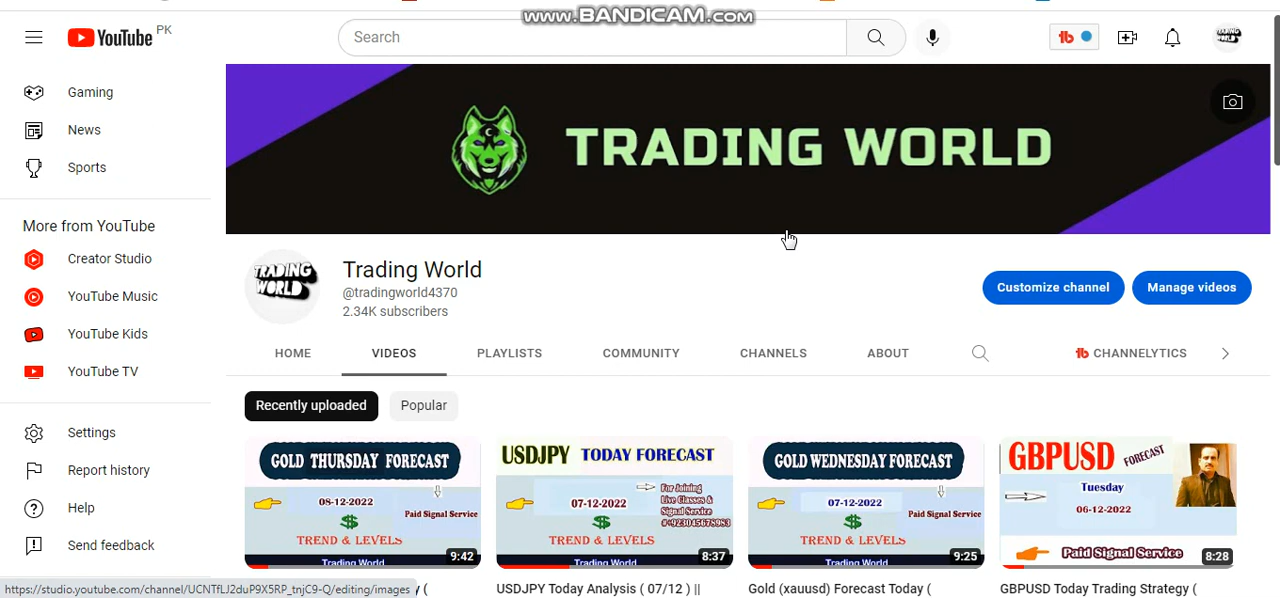 www.BANDICAM.com
YouTube PK
Search
Gaming
News
Sports
More from YouTube
Creator Studio
YouTube Music
YouTube Kids
YouTube TV
Settings
Report history
Help
Send feedback
TRADING WORLD
TRADING
WORLD
Trading World
@tradingworld4370
2.34K subscribers
Customize channel
Manage videos
HOME
VIDEOS
PLAYLISTS
COMMUNITY
CHANNELS
ABOUT
CHANNELYTICS
Recently uploaded
Popular
GOLD THURSDAY FORECAST
08-12-2022
Paid Signal Service
$
TREND & LEVELS
Trading World
9:42
USDJPY TODAY FORECAST
07-12-2022
For Joining
Live Classes &
Signal Service
$
TREND & LEVELS
Trading World
8:37
GOLD WEDNESDAY FORECAST
07-12-2022
Paid Signal Service
$
TREND & LEVELS
Trading World
9:25
GBPUSD FORECAST
Tuesday
06-12-2022
Paid Signal Service
8:28
USDJPY Today Analysis ( 07/12 ) ||
Gold (xauusd) Forecast Today (
GBPUSD Today Trading Strategy (
https://studio.youtube.com/channel/UCNTfLJ2duP9X5RP_tnjC9-Q/editing/images